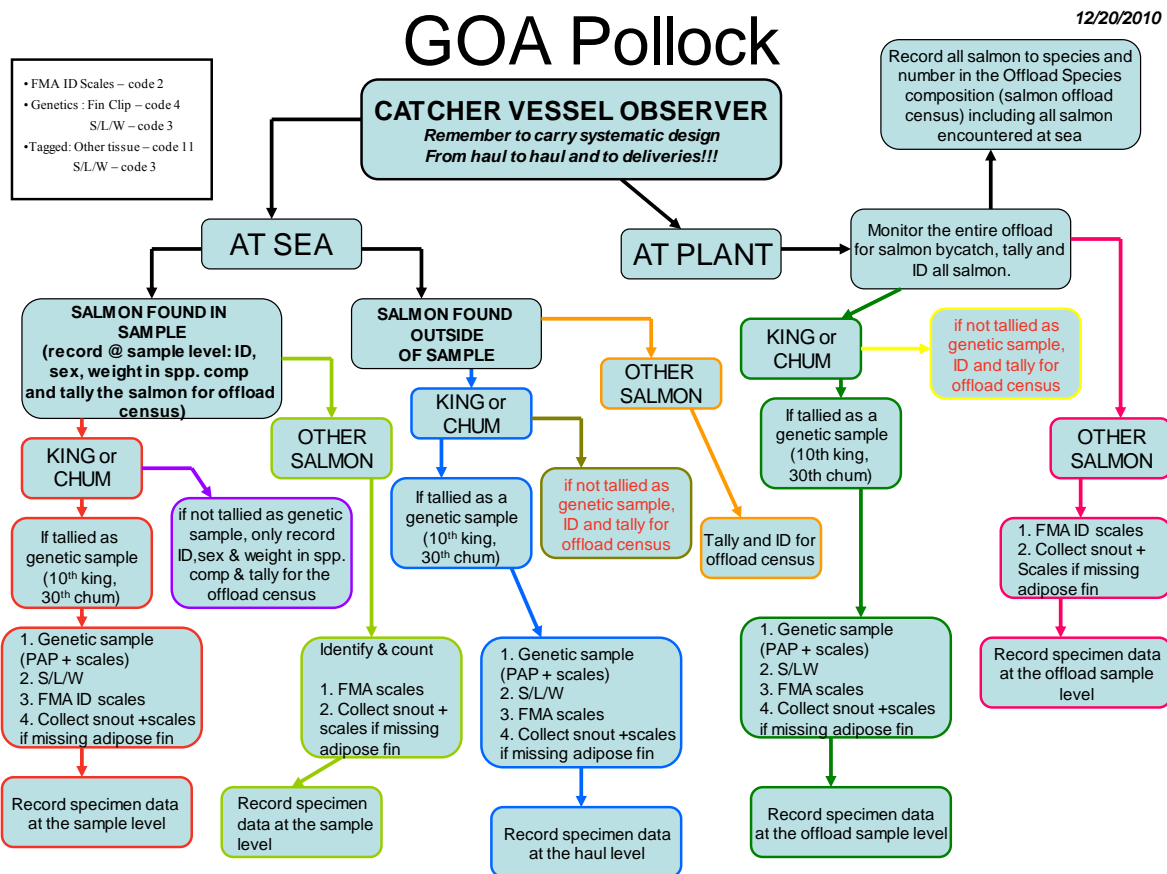 12/20/2010
GOA Pollock
• FMA ID Scales – code 2
• Genetics : Fin Clip – code 4
S/L/W – code 3
•Tagged: Other tissue – code 11
S/L/W – code 3
CATCHER VESSEL OBSERVER
Remember to carry systematic design
From haul to haul and to deliveries!!!
Record all salmon to species and
number in the Offload Species
composition (salmon offload
census) including all salmon
encountered at sea
AT SEA
AT PLANT
Monitor the entire offload
for salmon bycatch, tally and
ID all salmon.
SALMON FOUND IN
SAMPLE
(record @ sample level: ID,
sex, weight in spp. comp
and tally the salmon for offload
census)
SALMON FOUND
OUTSIDE
OF SAMPLE
KING or
CHUM
if not tallied as
genetic sample,
ID and tally for
offload census
OTHER
SALMON
KING or
CHUM
If tallied as a
genetic sample
(10th king,
30th chum)
OTHER
SALMON
OTHER
SALMON
KING or
CHUM
if not tallied as genetic
sample, only record
ID,sex & weight in spp.
comp & tally for the
offload census
If tallied as a
genetic sample
(10th king,
30th chum)
if not tallied as
genetic sample,
ID and tally for
offload census
Tally and ID for
offload census
1. FMA ID scales
2. Collect snout +
Scales if missing
adipose fin
If tallied as
genetic sample
(10th king,
30th chum)
1. Genetic sample
(PAP + scales)
2. S/L/W
3. FMA ID scales
4. Collect snout +scales
if missing adipose fin
Identify & count
1. FMA scales
2. Collect snout +
scales if missing
adipose fin
1. Genetic sample
(PAP + scales)
2. S/L/W
3. FMA scales
4. Collect snout +scales
if missing adipose fin
1. Genetic sample
(PAP + scales)
2. S/LW
3. FMA scales
4. Collect snout +scales
if missing adipose fin
Record specimen data
at the offload sample
level
Record specimen data
at the sample level
Record specimen
data at the sample
level
Record specimen data
at the haul level
Record specimen data
at the offload sample level